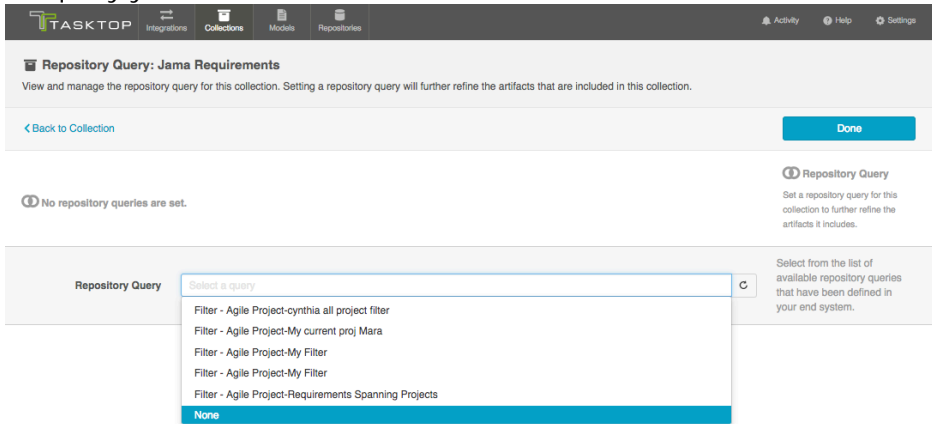 TASKTOP
Integrations
Collections
Models
Repositories
Activity
Help
Settings
Repository Query: Jama Requirements
View and manage the repository query for this collection. Setting a repository query will further refine the artifacts that are included in this collection.
Back to Collection
Done
No repository queries are set.
Repository Query
Set a repository query for this
collection to further refine the
artifacts it includes.
Repository Query
Select a query
Select from the list of
available repository queries
that have been defined in
your end system.
Filter - Agile Project-cynthia all project filter
Filter - Agile Project-My current proj Mara
Filter - Agile Project-My Filter
Filter - Agile Project-My Filter
Filter - Agile Project-Requirements Spanning Projects
None